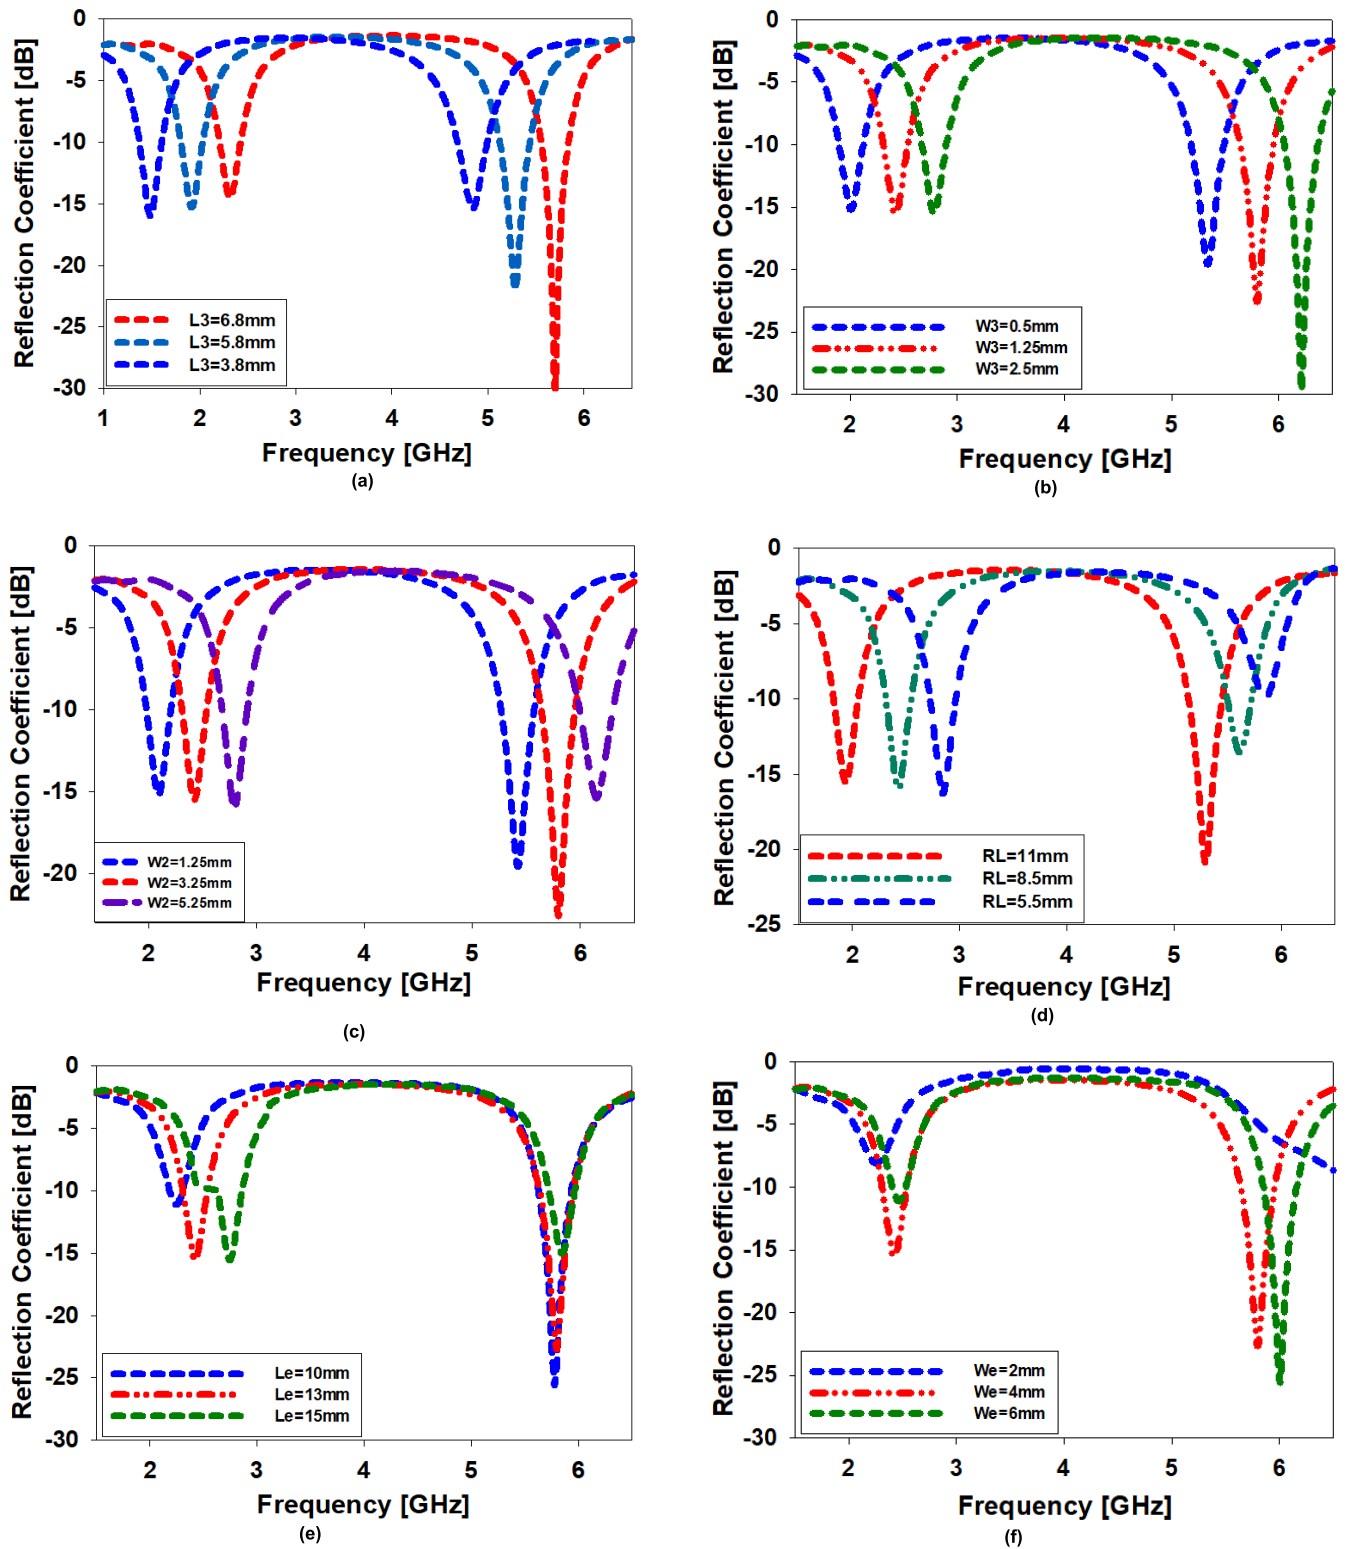 Reflection Coefficient [dB]
0
-5
-10
-15
-20
-25
-30
L3=6.8mm
L3=5.8mm
L3=3.8mm
1 2 3 4 5 6
Frequency [GHz]
(a)
Reflection Coefficient [dB]
0
-5
-10
-15
-20
-25
-30
W3=0.5mm
W3=1.25mm
W3=2.5mm
2 3 4 5 6
Frequency [GHz]
(b)
Reflection Coefficient [dB]
0
-5
-10
-15
-20
W2=1.25mm
W2=3.25mm
W2=5.25mm
2 3 4 5 6
Frequency [GHz]
(c)
Reflection Coefficient [dB]
0
-5
-10
-15
-20
-25
RL=11mm
RL=8.5mm
RL=5.5mm
2 3 4 5 6
Frequency [GHz]
(d)
Reflection Coefficient [dB]
0
-5
-10
-15
-20
-25
-30
Le=10mm
Le=13mm
Le=15mm
2 3 4 5 6
Frequency [GHz]
(e)
Reflection Coefficient [dB]
0
-5
-10
-15
-20
-25
-30
We=2mm
We=4mm
We=6mm
2 3 4 5 6
Frequency [GHz]
(f)